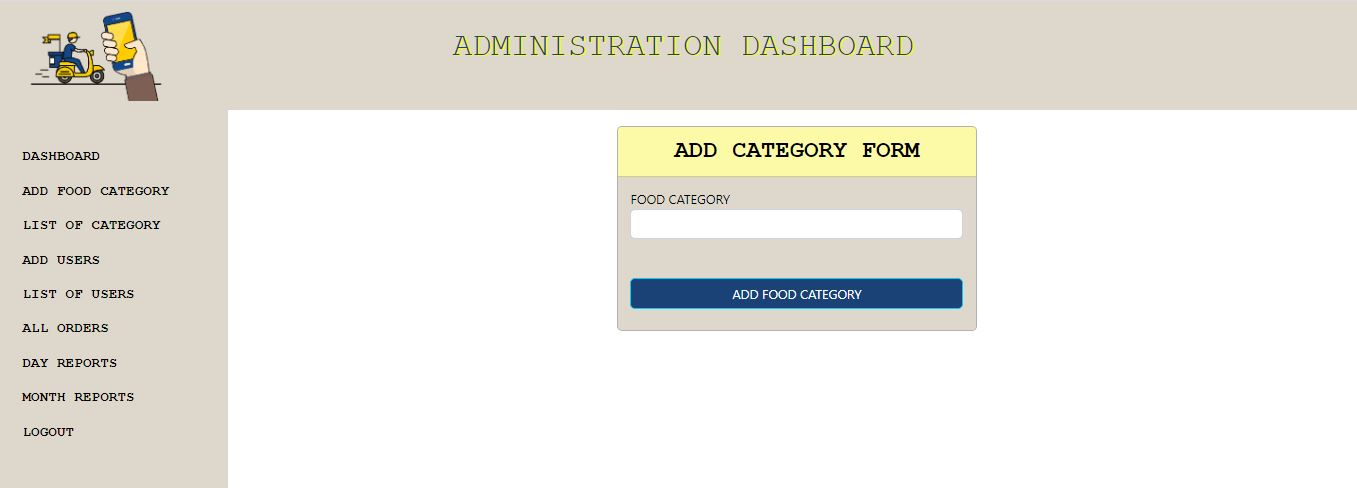 ADMINISTRATION DASHBOARD
DASHBOARD
ADD FOOD CATEGORY
LIST OF CATEGORY
ADD USERS
LIST OF USERS
ALL ORDERS
DAY REPORTS
MONTH REPORTS
LOGOUT
ADD CATEGORY FORM
FOOD CATEGORY
ADD FOOD CATEGORY